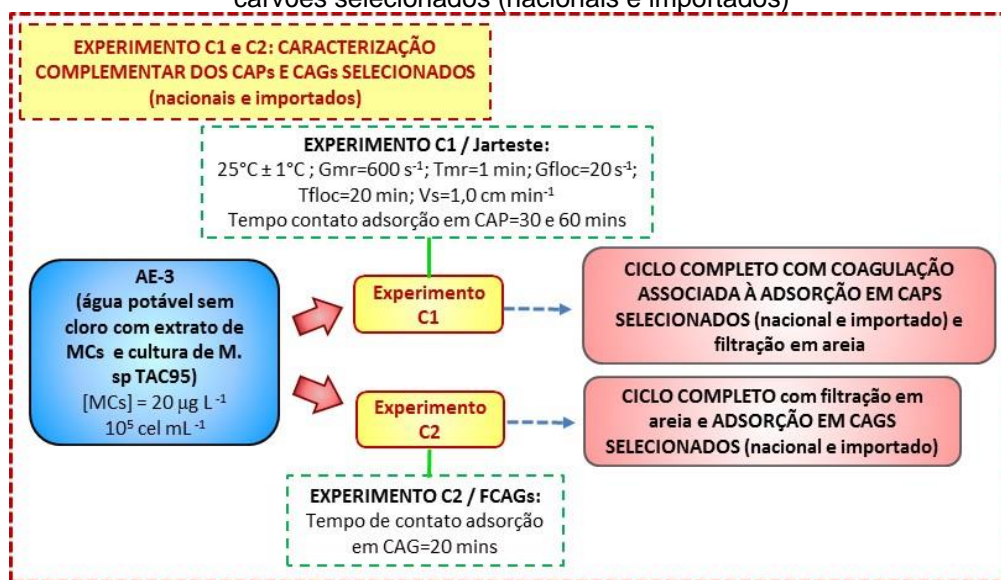 carvões selecionados (nacionais e importados)
EXPERIMENTO C1 e C2: CARACTERIZAÇÃO
COMPLEMENTAR DOS CAPs E CAGs SELECIONADOS
(nacionais e importados)
EXPERIMENTO C1 / Jarteste:
25°C ± 1°C ; Gmr=600 s⁻¹; Tmr=1 min; Gfloc=20 s⁻¹;
Tfloc=20 min; Vs=1,0 cm min⁻¹
Tempo contato adsorção em CAP=30 e 60 mins
AE-3
(água potável sem
cloro com extrato de
MCs e cultura de M.
sp TAC95)
[MCs] = 20 µg L⁻¹
10⁵ cel mL⁻¹
Experimento
C1
CICLO COMPLETO COM COAGULAÇÃO
ASSOCIADA À ADSORÇÃO EM CAPS
SELECIONADOS (nacional e importado) e
filtração em areia
Experimento
C2
CICLO COMPLETO com filtração em
areia e ADSORÇÃO EM CAGS
SELECIONADOS (nacional e importado)
EXPERIMENTO C2 / FCAGs:
Tempo de contato adsorção
em CAG=20 mins